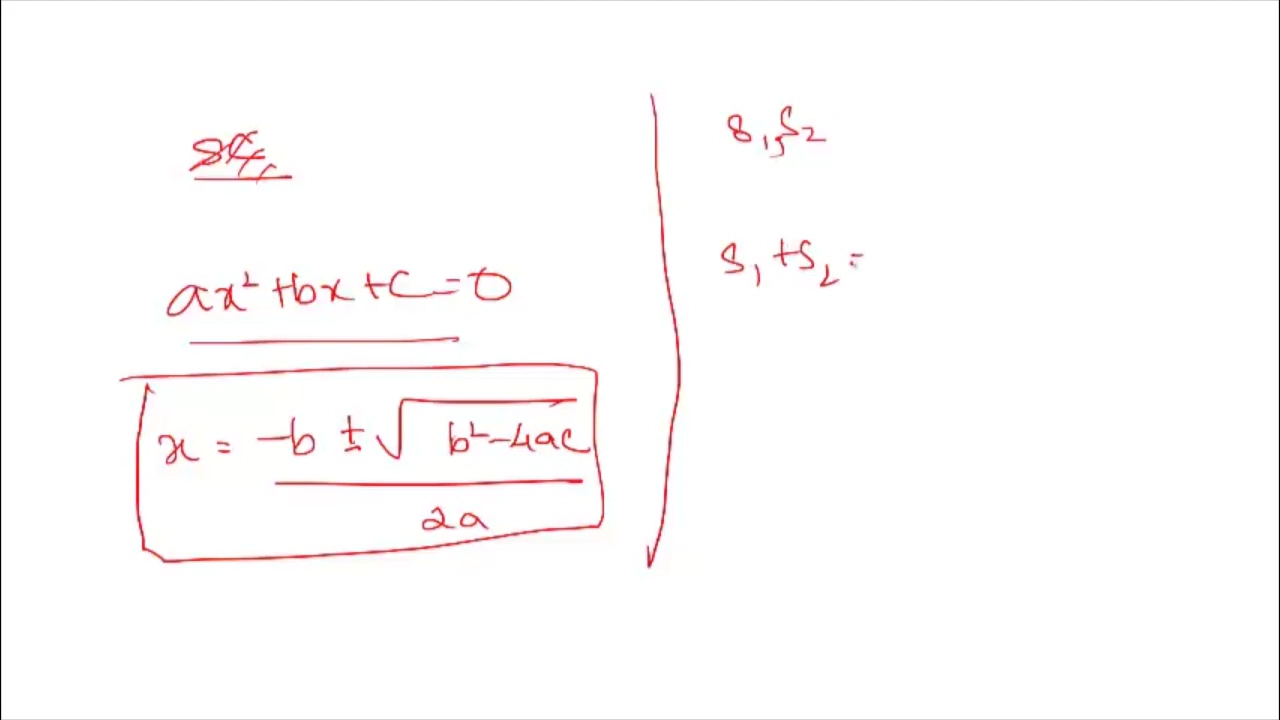 ax² + bx + c = 0
x = -b ± √b² - 4ac
2a
s₁, s₂
s₁ + s₂ =